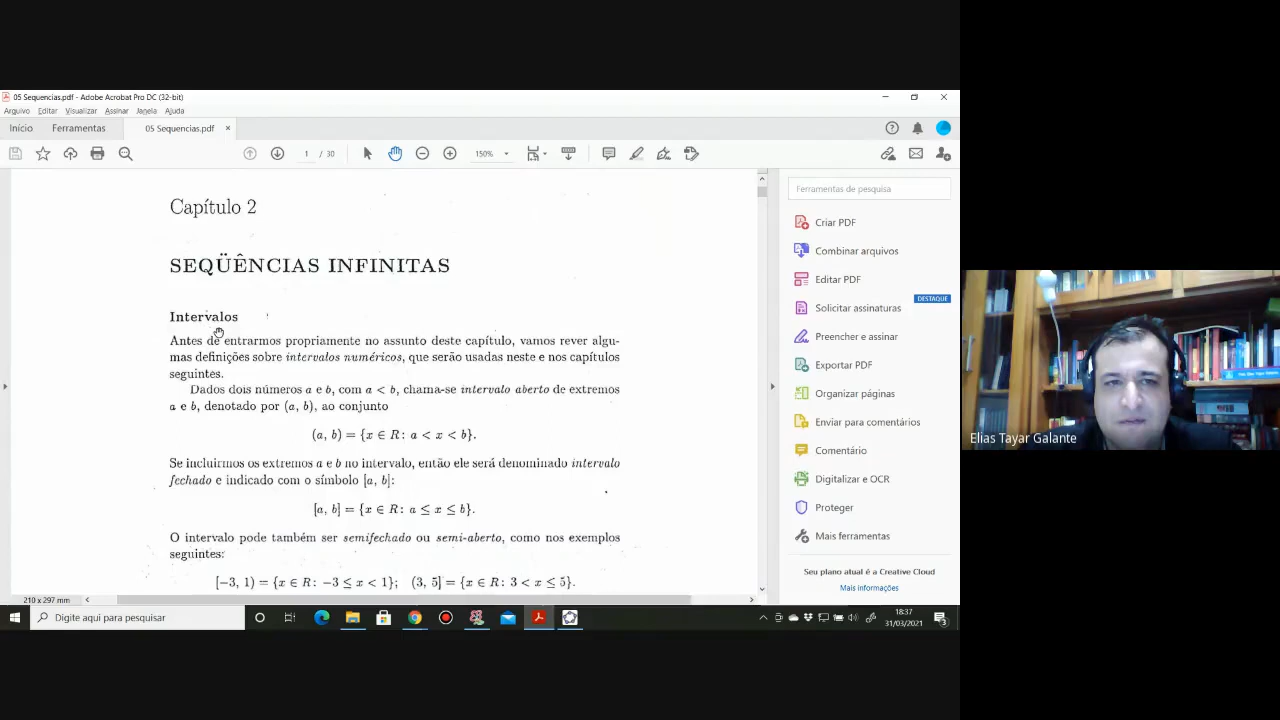 05 Sequencias.pdf - Adobe Acrobat Pro DC (32-bit)
Arquivo Editar Visualizar Assinar Janela Ajuda
Início Ferramentas 05 Sequencias.pdf ×
1 / 30 150%
Capítulo 2
SEQÜÊNCIAS INFINITAS
Intervalos
Antes de entrarmos propriamente no assunto deste capítulo, vamos rever algu-
mas definições sobre intervalos numéricos, que serão usadas neste e nos capítulos
seguintes.
Dados dois números a e b, com a < b, chama-se intervalo aberto de extremos
a e b, denotado por (a, b), ao conjunto
(a, b) = {x ∈ R: a < x < b}.
Se incluirmos os extremos a e b no intervalo, então ele será denominado intervalo
fechado e indicado com o símbolo [a, b]:
[a, b] = {x ∈ R: a ≤ x ≤ b}.
O intervalo pode também ser semifechado ou semi-aberto, como nos exemplos
seguintes:
[−3, 1) = {x ∈ R: −3 ≤ x < 1}; (3, 5] = {x ∈ R: 3 < x ≤ 5}.
210 x 297 mm
Ferramentas de pesquisa
Criar PDF
Combinar arquivos
Editar PDF
DESTAQUE
Solicitar assinaturas
Preencher e assinar
Exportar PDF
Organizar páginas
Enviar para comentários
Comentário
Digitalizar e OCR
Proteger
Mais ferramentas
Seu plano atual é a Creative Cloud
Mais informações
Elias Tayar Galante
Digite aqui para pesquisar
18:37
31/03/2021
3